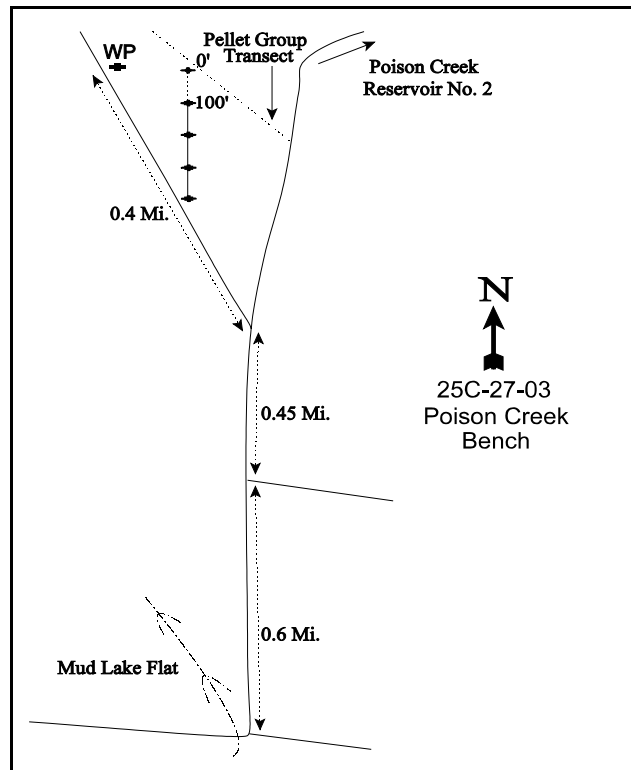 WP
0'
Pellet Group
Transect
Poison Creek
Reservoir No. 2
100'
0.4 Mi.
N
25C-27-03
Poison Creek
Bench
0.45 Mi.
0.6 Mi.
Mud Lake Flat